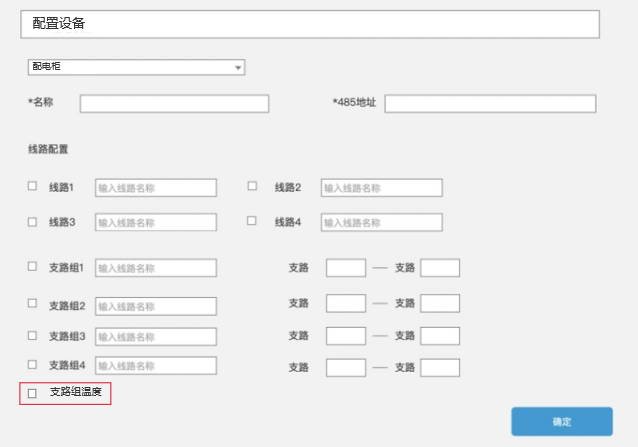 配置设备
配电柜
*名称 *485地址
线路配置
线路1 输入线路名称 线路2 输入线路名称
线路3 输入线路名称 线路4 输入线路名称
支路组1 输入线路名称 支路 — 支路
支路组2 输入线路名称 支路 — 支路
支路组3 输入线路名称 支路 — 支路
支路组4 输入线路名称 支路 — 支路
支路组温度
确定